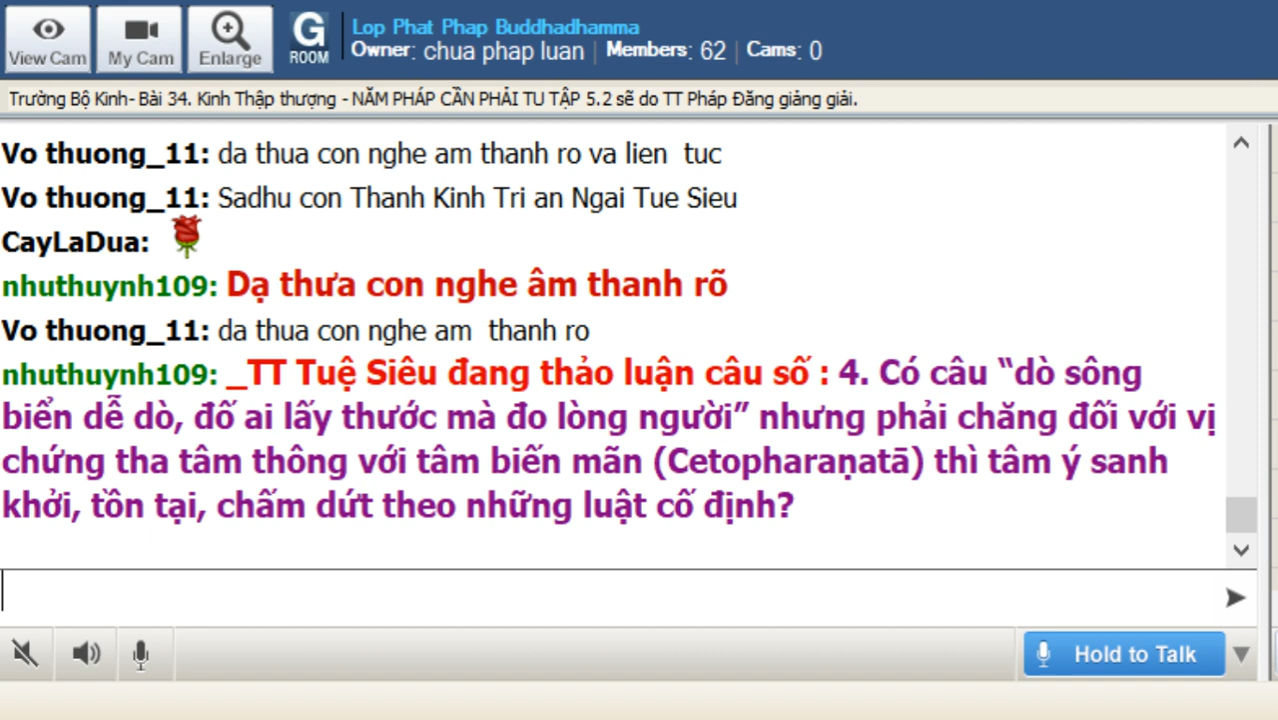 Lop Phat Phap Buddhadhamma
View Cam My Cam Enlarge G ROOM Owner: chua phap luan | Members: 62 | Cams: 0
Trường Bộ Kinh- Bài 34. Kinh Thập thượng - NĂM PHÁP CẦN PHẢI TU TẬP 5.2 sẽ do TT Pháp Đăng giảng giải.
Vo thuong_11: da thua con nghe am thanh ro va lien tuc
Vo thuong_11: Sadhu con Thanh Kinh Tri an Ngai Tue Sieu
CayLaDua:
nhuthuynh109: Dạ thưa con nghe âm thanh rõ
Vo thuong_11: da thua con nghe am thanh ro
nhuthuynh109: _TT Tuệ Siêu đang thảo luận câu số : 4. Có câu “dò sông
biển dễ dò, đố ai lấy thước mà đo lòng người” nhưng phải chăng đối với vị
chứng tha tâm thông với tâm biến mãn (Cetopharaṇatā) thì tâm ý sanh
khởi, tồn tại, chấm dứt theo những luật cố định?
Hold to Talk